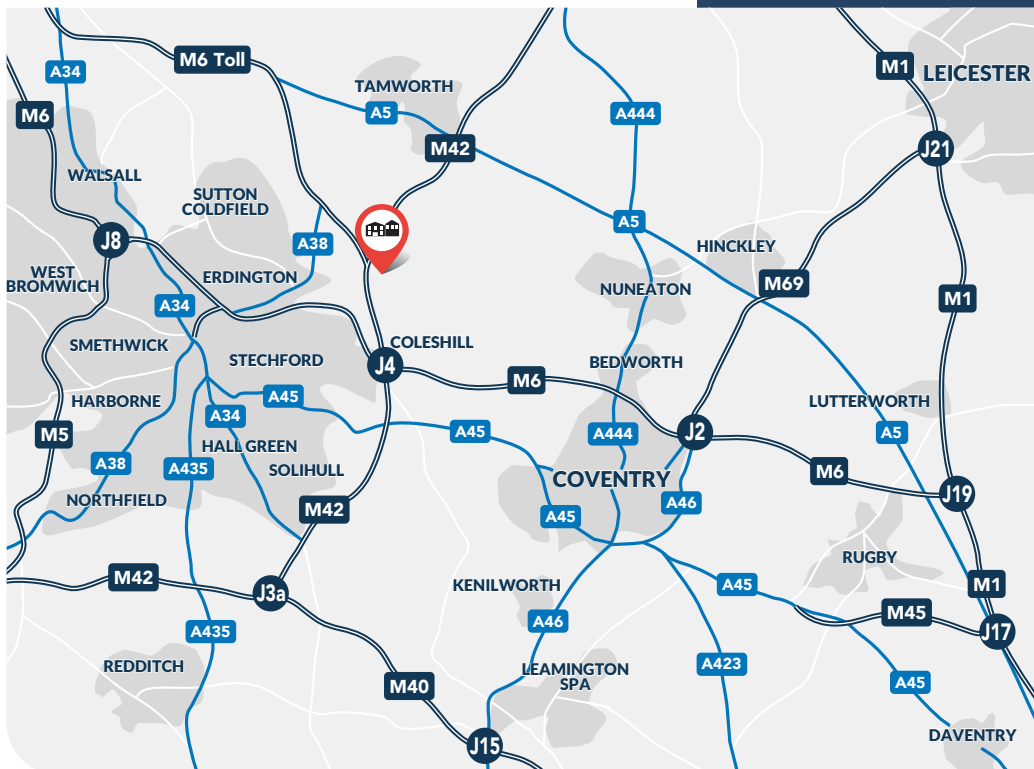 M6 Toll
A34
M1
LEICESTER
TAMWORTH
A5
A444
M6
M42
J21
WALSALL
SUTTON
COLDFIELD
A5
J8
A38
HINCKLEY
WEST
BROMWICH
ERDINGTON
NUNEATON
M69
M1
A34
SMETHWICK
STECHFORD
COLESHILL
J4
BEDWORTH
M6
HARBORNE
A45
LUTTERWORTH
A34
M5
HALL GREEN
A45
A444
J2
A5
A38
A435
SOLIHULL
COVENTRY
M6
NORTHFIELD
M42
A45
A46
J19
RUGBY
M42
J3a
KENILWORTH
A45
M1
A46
M45
A435
J17
REDDITCH
LEAMINGTON
SPA
A423
M40
A45
J15
DAVENTRY